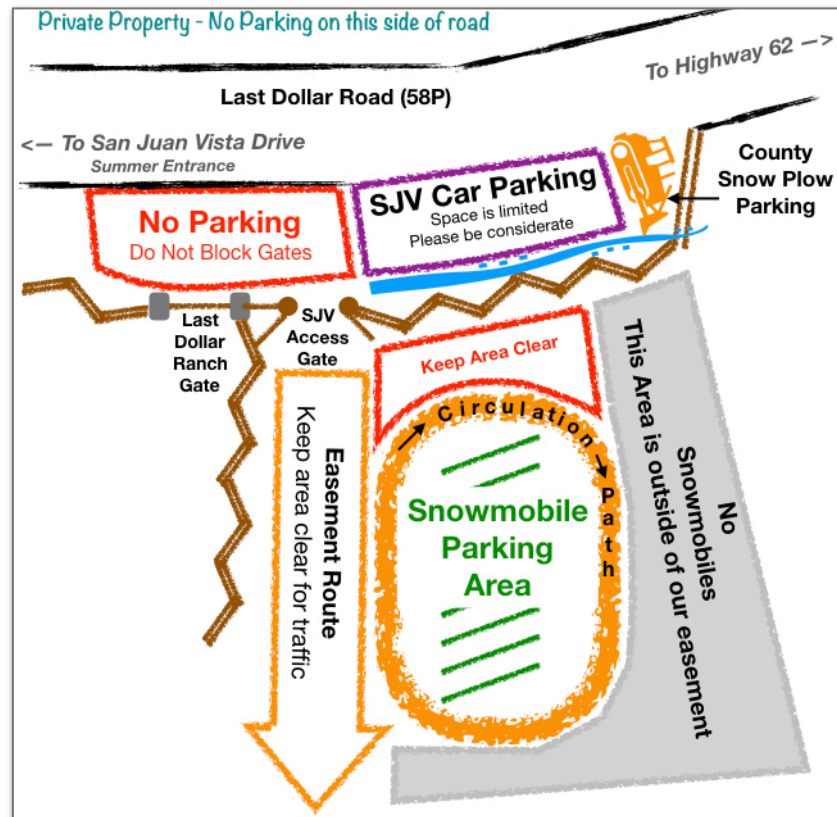 Private Property - No Parking on this side of road
To Highway 62 —>
Last Dollar Road (58P)
<— To San Juan Vista Drive
Summer Entrance
County
Snow Plow
Parking
SJV Car Parking
Space is limited
Please be considerate
No Parking
Do Not Block Gates
Last
Dollar
Ranch
Gate
SJV
Access
Gate
Keep Area Clear
Circulation
Path
Easement Route
Keep area clear for traffic
Snowmobile
Parking
Area
No
Snowmobiles
This Area is outside of our easement